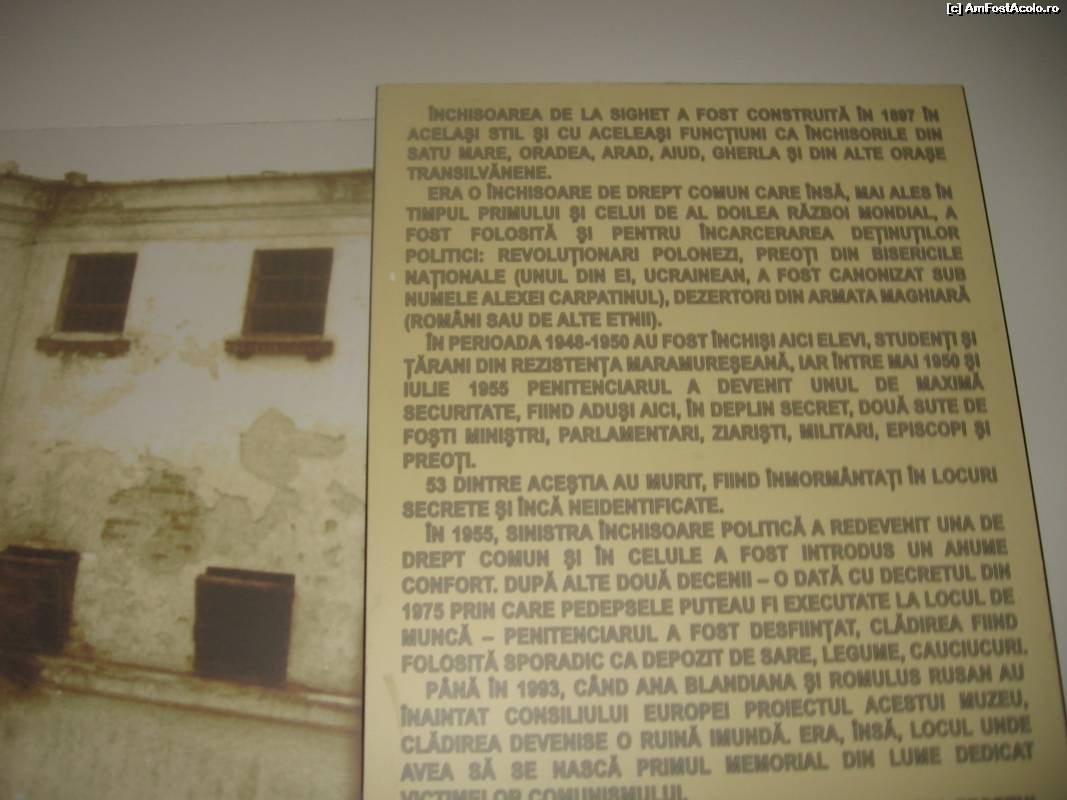 [c] AmFostAcolo.ro
ÎNCHISOAREA DE LA SIGHET A FOST CONSTRUITĂ ÎN 1897 ÎN
ACELAŞI STIL ŞI CU ACELEAŞI FUNCŢIUNI CA ÎNCHISORILE DIN
SATU MARE, ORADEA, ARAD, AIUD, GHERLA ŞI DIN ALTE ORAŞE
TRANSILVĂNENE.
ERA O ÎNCHISOARE DE DREPT COMUN CARE ÎNSĂ, MAI ALES ÎN
TIMPUL PRIMULUI ŞI CELUI DE AL DOILEA RĂZBOI MONDIAL, A
FOST FOLOSITĂ ŞI PENTRU ÎNCARCERAREA DEŢINUŢILOR
POLITICI: REVOLUŢIONARI POLONEZI, PREOŢI DIN BISERICILE
NAŢIONALE (UNUL DIN EI, UCRAINEAN, A FOST CANONIZAT SUB
NUMELE ALEXEI CARPATINUL), DEZERTORI DIN ARMATA MAGHIARĂ
(ROMÂNI SAU DE ALTE ETNII).
ÎN PERIOADA 1948-1950 AU FOST ÎNCHIŞI AICI ELEVI, STUDENŢI ŞI
ŢĂRANI DIN REZISTENŢA MARAMUREŞEANĂ, IAR ÎNTRE MAI 1950 ŞI
IULIE 1955 PENITENCIARUL A DEVENIT UNUL DE MAXIMĂ
SECURITATE, FIIND ADUŞI AICI, ÎN DEPLIN SECRET, DOUĂ SUTE DE
FOŞTI MINIŞTRI, PARLAMENTARI, ZIARIŞTI, MILITARI, EPISCOPI ŞI
PREOŢI.
53 DINTRE ACEŞTIA AU MURIT, FIIND ÎNMORMÂNTAŢI ÎN LOCURI
SECRETE ŞI ÎNCĂ NEIDENTIFICATE.
ÎN 1955, SINISTRA ÎNCHISOARE POLITICĂ A REDEVENIT UNA DE
DREPT COMUN ŞI ÎN CELULE A FOST INTRODUS UN ANUME
CONFORT. DUPĂ ALTE DOUĂ DECENII – O DATĂ CU DECRETUL DIN
1975 PRIN CARE PEDEPSELE PUTEAU FI EXECUTATE LA LOCUL DE
MUNCĂ – PENITENCIARUL A FOST DESFIINŢAT, CLĂDIREA FIIND
FOLOSITĂ SPORADIC CA DEPOZIT DE SARE, LEGUME, CAUCIUCURI.
PÂNĂ ÎN 1993, CÂND ANA BLANDIANA ŞI ROMULUS RUSAN AU
ÎNAINTAT CONSILIULUI EUROPEI PROIECTUL ACESTUI MUZEU,
CLĂDIREA DEVENISE O RUINĂ IMUNDĂ. ERA, ÎNSĂ, LOCUL UNDE
AVEA SĂ SE NASCĂ PRIMUL MEMORIAL DIN LUME DEDICAT
VICTIMELOR COMUNISMULUI.